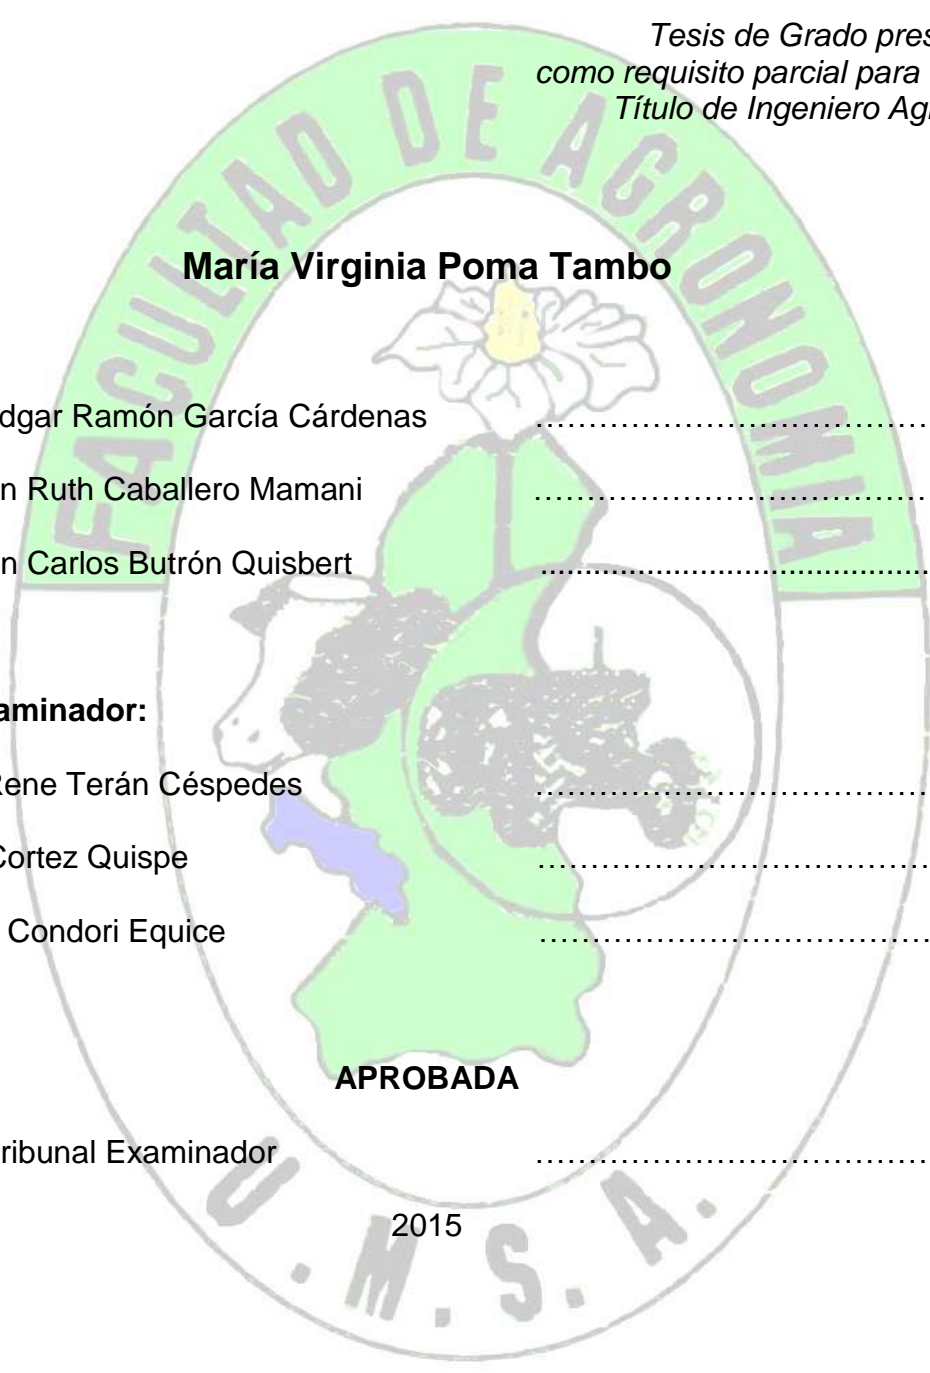 Tesis de Grado pres
como requisito parcial para
Título de Ingeniero Ag
FACULTAD DE AGRONOMIA
María Virginia Poma Tambo
dgar Ramón García Cárdenas ……………………………………
n Ruth Caballero Mamani ……………………………………
n Carlos Butrón Quisbert ..............................................
aminador:
Rene Terán Céspedes ……………………………………
Cortez Quispe ……………………………………
Condori Equice ……………………………………
APROBADA
ribunal Examinador ……………………………………
2015
U.M.S.A.